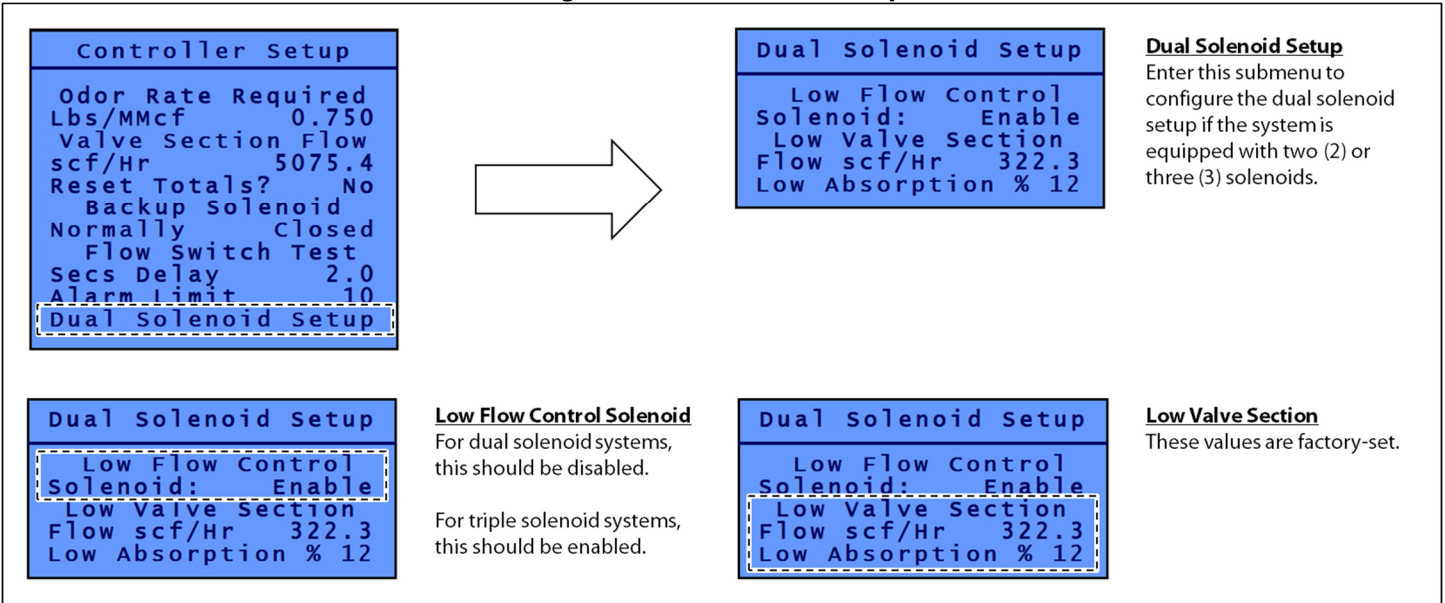 Controller Setup
Odor Rate Required
Lbs/MMcf 0.750
Valve Section Flow
scf/Hr 5075.4
Reset Totals? No
Backup Solenoid
Normally Closed
Flow Switch Test
Secs Delay 2.0
Alarm Limit 10
Dual Solenoid Setup
Dual Solenoid Setup
Low Flow Control
Solenoid: Enable
Low Valve Section
Flow scf/Hr 322.3
Low Absorption % 12
Dual Solenoid Setup
Enter this submenu to
configure the dual solenoid
setup if the system is
equipped with two (2) or
three (3) solenoids.
Dual Solenoid Setup
Low Flow Control
Solenoid: Enable
Low Valve Section
Flow scf/Hr 322.3
Low Absorption % 12
Low Flow Control Solenoid
For dual solenoid systems,
this should be disabled.
For triple solenoid systems,
this should be enabled.
Dual Solenoid Setup
Low Flow Control
Solenoid: Enable
Low Valve Section
Flow scf/Hr 322.3
Low Absorption % 12
Low Valve Section
These values are factory-set.